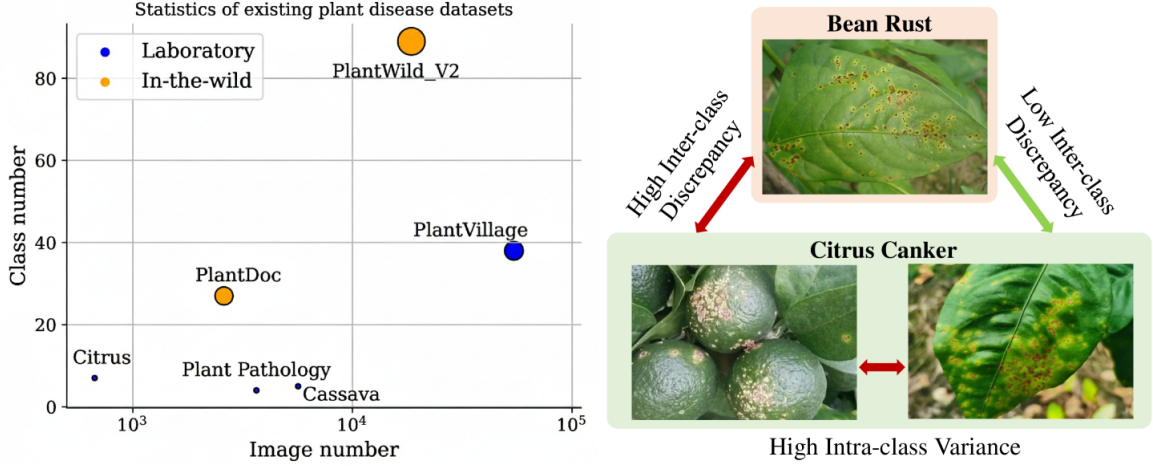 Statistics of existing plant disease datasets
Laboratory
In-the-wild
PlantWild_V2
PlantVillage
PlantDoc
Citrus
Plant Pathology
Cassava
Class number
80
60
40
20
0
10³
10⁴
10⁵
Image number
Bean Rust
High Inter-class
Discrepancy
Low Inter-class
Discrepancy
Citrus Canker
High Intra-class Variance